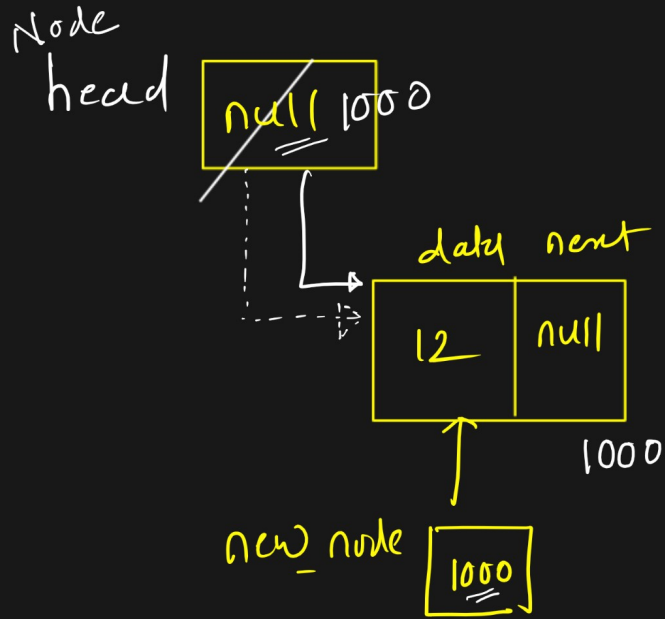 Node
head
null 1000
data next
12 null
1000
new_node
1000